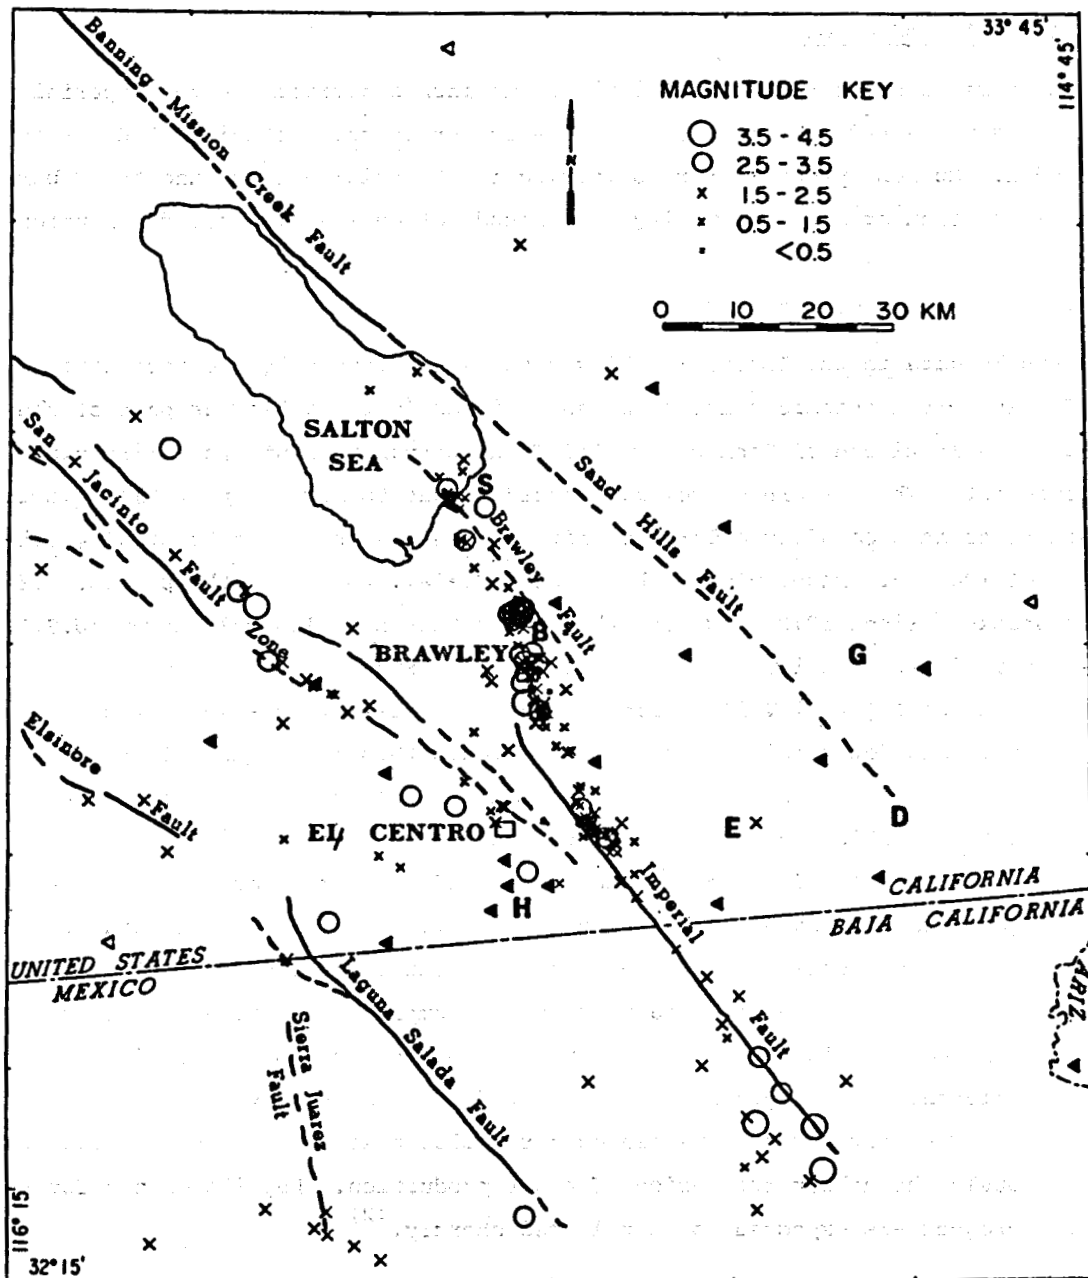 33° 45'
114° 45'
Banning-Mission Creek Fault
MAGNITUDE KEY
3.5 - 4.5
2.5 - 3.5
1.5 - 2.5
0.5 - 1.5
<0.5
0 10 20 30 KM
SALTON
SEA
San Jacinto Fault Zone
S
Sand Hills Fault
Brawley Fault
B
BRAWLEY
G
Elsinore Fault
EL CENTRO
E
D
H
Imperial Fault
CALIFORNIA
BAJA CALIFORNIA
UNITED STATES
MEXICO
ARIZ
Laguna Salada Fault
Sierra Juarez
Fault
116° 15'
32° 15'